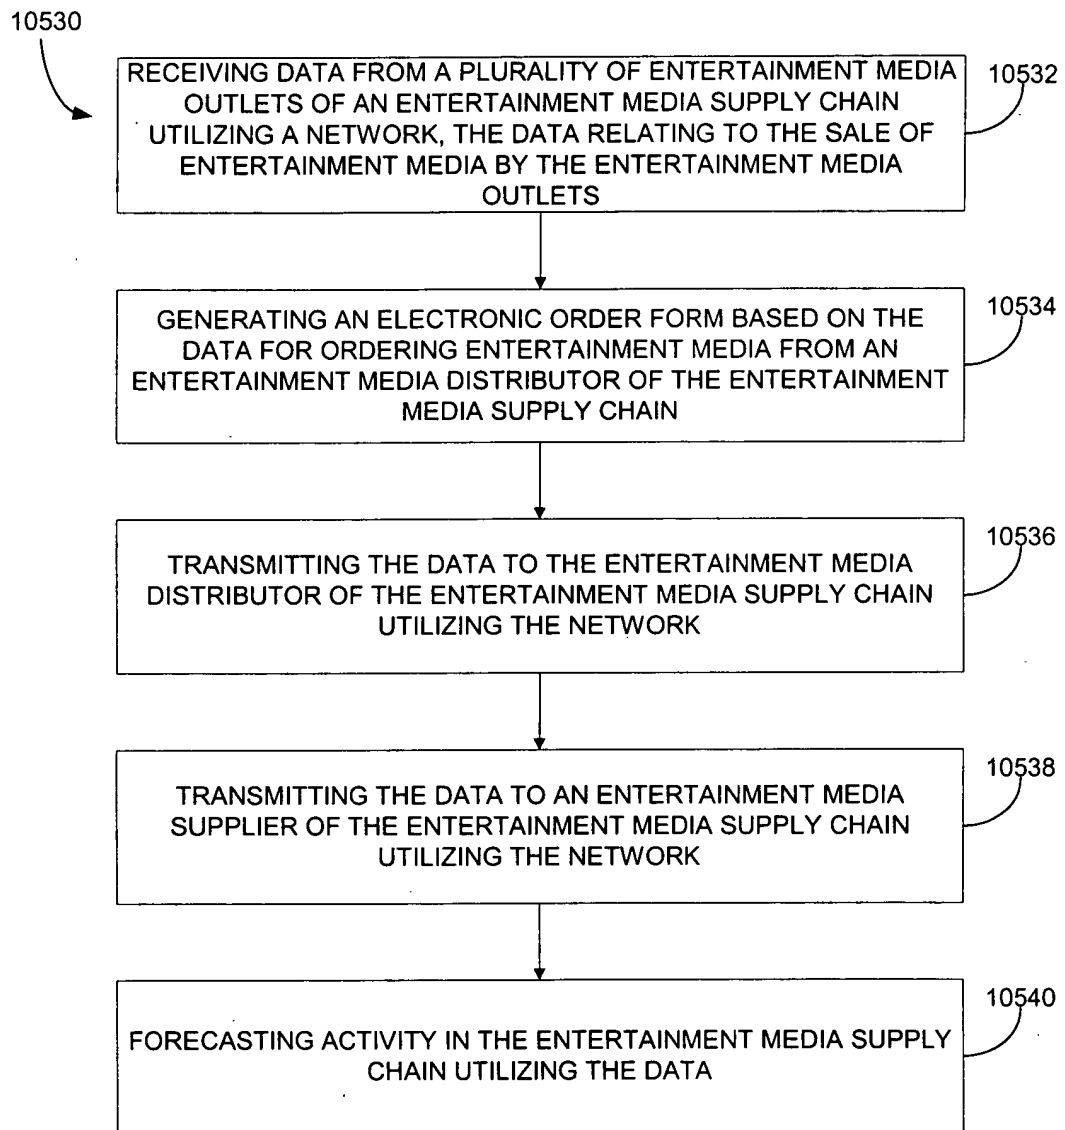 10530
RECEIVING DATA FROM A PLURALITY OF ENTERTAINMENT MEDIA
OUTLETS OF AN ENTERTAINMENT MEDIA SUPPLY CHAIN
UTILIZING A NETWORK, THE DATA RELATING TO THE SALE OF
ENTERTAINMENT MEDIA BY THE ENTERTAINMENT MEDIA
OUTLETS
10532
GENERATING AN ELECTRONIC ORDER FORM BASED ON THE
DATA FOR ORDERING ENTERTAINMENT MEDIA FROM AN
ENTERTAINMENT MEDIA DISTRIBUTOR OF THE ENTERTAINMENT
MEDIA SUPPLY CHAIN
10534
TRANSMITTING THE DATA TO THE ENTERTAINMENT MEDIA
DISTRIBUTOR OF THE ENTERTAINMENT MEDIA SUPPLY CHAIN
UTILIZING THE NETWORK
10536
TRANSMITTING THE DATA TO AN ENTERTAINMENT MEDIA
SUPPLIER OF THE ENTERTAINMENT MEDIA SUPPLY CHAIN
UTILIZING THE NETWORK
10538
FORECASTING ACTIVITY IN THE ENTERTAINMENT MEDIA SUPPLY
CHAIN UTILIZING THE DATA
10540